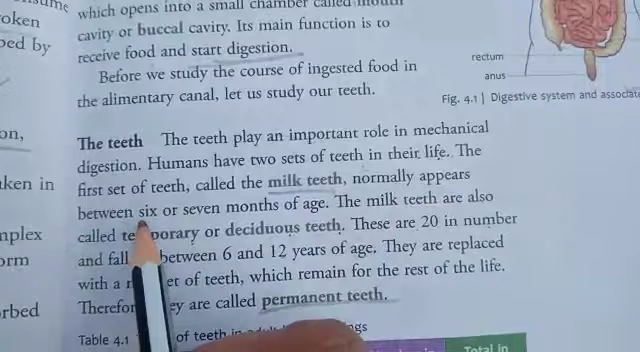 oken
ped by
on,
aken in
mplex
orm
rbed
which opens into a small chamber called mouth
cavity or buccal cavity. Its main function is to
receive food and start digestion.
Before we study the course of ingested food in
the alimentary canal, let us study our teeth.
The teeth The teeth play an important role in mechanical
digestion. Humans have two sets of teeth in their life. The
first set of teeth, called the milk teeth, normally appears
between six or seven months of age. The milk teeth are also
called te porary or deciduous teeth. These are 20 in number
and fall between 6 and 12 years of age. They are replaced
with a et of teeth, which remain for the rest of the life.
Therefor ey are called permanent teeth.
Table 4.1 of teeth in
rectum
anus
Fig. 4.1 | Digestive system and associat
Total in